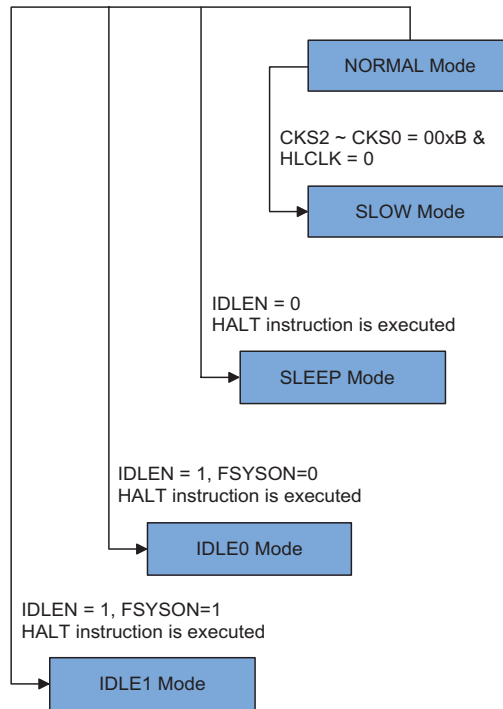 NORMAL Mode
CKS2 ~ CKS0 = 00xB &
HLCLK = 0
SLOW Mode
IDLEN = 0
HALT instruction is executed
SLEEP Mode
IDLEN = 1, FSYSON=0
HALT instruction is executed
IDLE0 Mode
IDLEN = 1, FSYSON=1
HALT instruction is executed
IDLE1 Mode